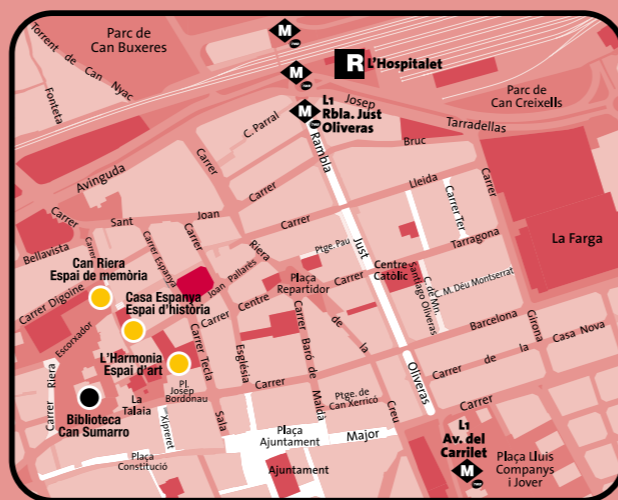 Parc de
Can Buxeres
Torrent de Can Nyac
Fonteta
M
M
R L'Hospitalet
Parc de
Can Creixells
M
L1
Rbla. Just
Oliveras
Josep
Tarradellas
C. Parral
Rambla
Just
Oliveras
Bruc
Avinguda
Carrer
Carrer
Lleida
Carrer Ter
Carrer
Girona
Carrer
Bellavista
Sant
Joan
Carrer
Tarragona
La Farga
Carrer
Carrer Espanya
Carrer
Joan Pallarès
Riera
de
la
Creu
Ptge. Pau
Plaça
Repartidor
Carrer
Centre
Catòlic
Santiago Oliveras
C. de Mn.
C. M. Déu Montserrat
Can Riera
Espai de memòria
Casa Espanya
Espai d'història
Carrer Digoine
Escorxador
Carrer
Centre
Carrer
Barcelona
Carrer de la
Casa Nova
L'Harmonia
Espai d'art
Carrer Tecla
Sala
Església
Carrer
Baró de
Maldà
Carrer Riera
Biblioteca
Can Sumarro
La
Talaia
Pl.
Josep
Bordonau
Xipreret
Carrer
Ptge. de
Can Xerricó
Carrer
Plaça
Constitució
Plaça
Ajuntament
Major
Ajuntament
L1
Av. del
Carrilet
M
Plaça Lluis
Companys
i Jover